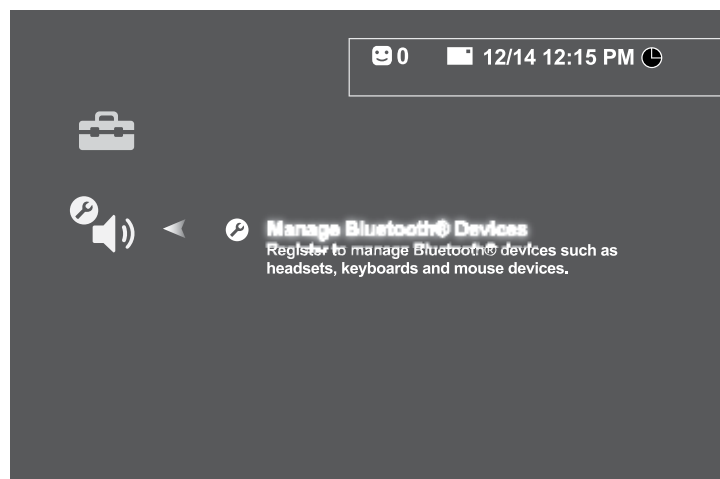 0 12/14 12:15 PM
Manage Bluetooth® Devices
Register to manage Bluetooth® devices such as
headsets, keyboards and mouse devices.